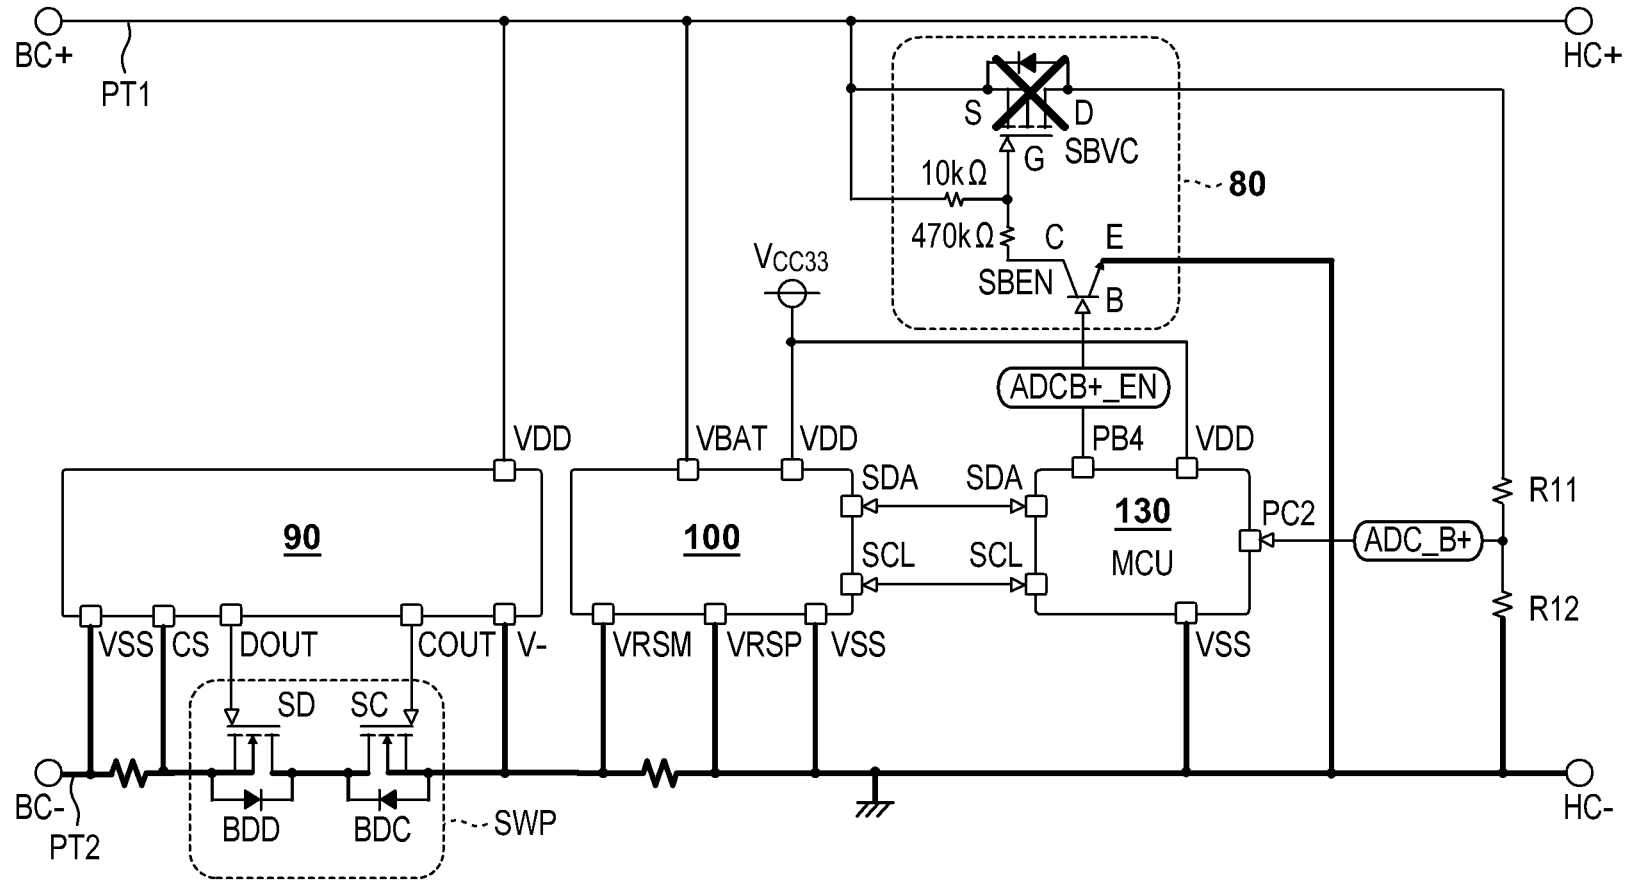 BC+
PT1
HC+
S
D
G
SBVC
10kΩ
80
470kΩ
C
E
SBEN
B
VCC33
ADCB+_EN
VDD
VBAT
VDD
PB4
VDD
SDA
SDA
R11
90
100
130
PC2
ADC_B+
SCL
SCL
MCU
R12
VSS
CS
DOUT
COUT
V-
VRSM
VRSP
VSS
VSS
SD
SC
BC-
PT2
BDD
BDC
SWP
HC-